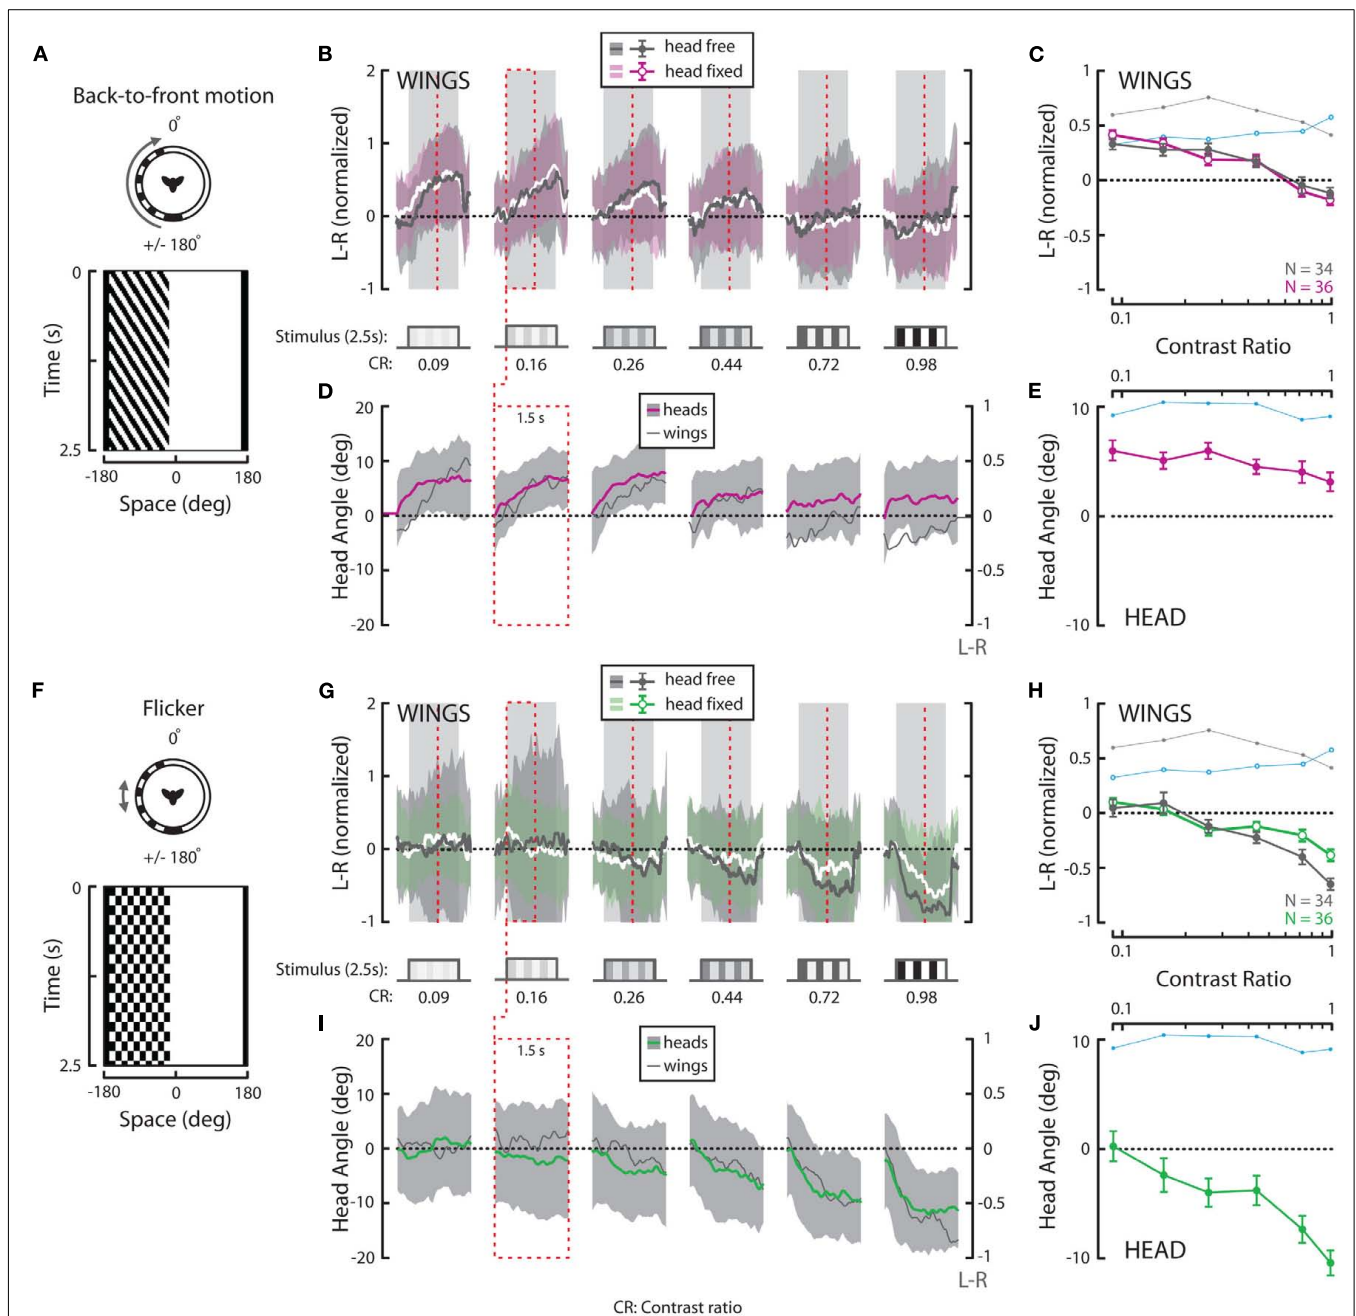 A
Back-to-front motion
0°
+/- 180°
0
Time (s)
2.5
-180 0 180
Space (deg)
B
WINGS
head free
head fixed
2
1
0
-1
L-R (normalized)
Stimulus (2.5s):
CR: 0.09 0.16 0.26 0.44 0.72 0.98
C
WINGS
1
0.5
0
-0.5
-1
L-R (normalized)
N = 34
N = 36
0.1 1
Contrast Ratio
D
heads
wings
1.5 s
20
10
0
-10
-20
Head Angle (deg)
1
0.5
0
-0.5
-1
L-R
E
0.1 1
10
0
-10
Head Angle (deg)
HEAD
F
Flicker
0°
+/- 180°
0
Time (s)
2.5
-180 0 180
Space (deg)
G
WINGS
head free
head fixed
2
1
0
-1
L-R (normalized)
Stimulus (2.5s):
CR: 0.09 0.16 0.26 0.44 0.72 0.98
H
WINGS
1
0.5
0
-0.5
-1
L-R (normalized)
N = 34
N = 36
0.1 1
Contrast Ratio
I
heads
wings
1.5 s
20
10
0
-10
-20
Head Angle (deg)
1
0.5
0
-0.5
-1
L-R
J
0.1 1
10
0
-10
Head Angle (deg)
HEAD
CR: Contrast ratio